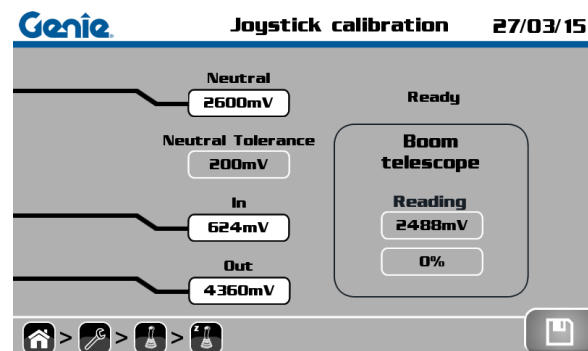 Genie. Joystick calibration 27/03/15
Neutral
2600mV
Neutral Tolerance
200mV
In
624mV
Out
4360mV
Ready
Boom
telescope
Reading
2488mV
0%
> > > z